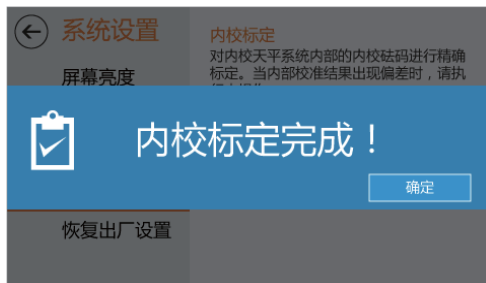 系统设置
内校标定
对内校天平系统内部的内校砝码进行精确
标定。当内部校准结果出现偏差时，请执
屏幕亮度
内校标定完成！
确定
恢复出厂设置